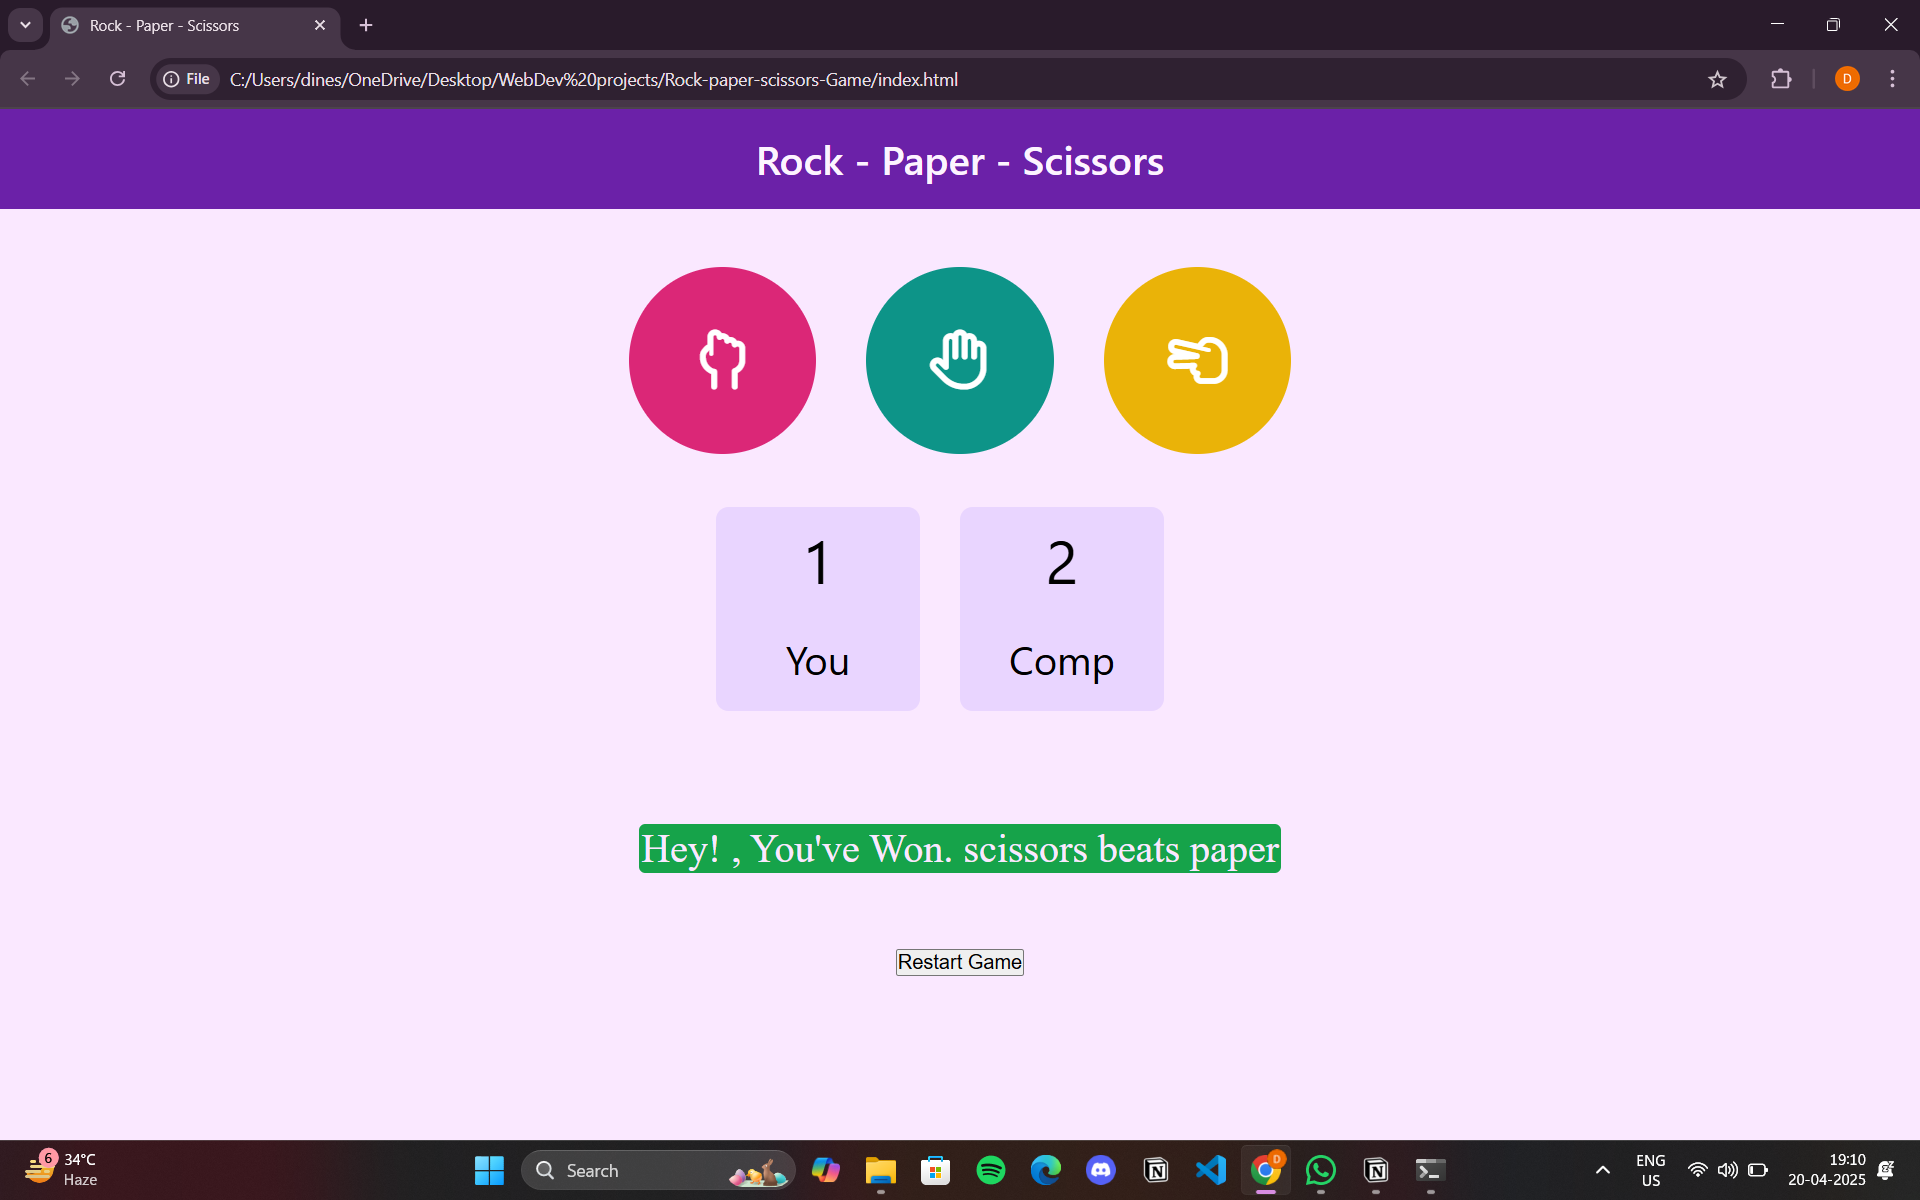 Rock - Paper - Scissors
File
C:/Users/dines/OneDrive/Desktop/WebDev%20projects/Rock-paper-scissors-Game/index.html
D
Rock - Paper - Scissors
1
2
You
Comp
Hey! , You've Won. scissors beats paper
Restart Game
6
34°C
Haze
Search
D
ENG
US
19:10
20-04-2025